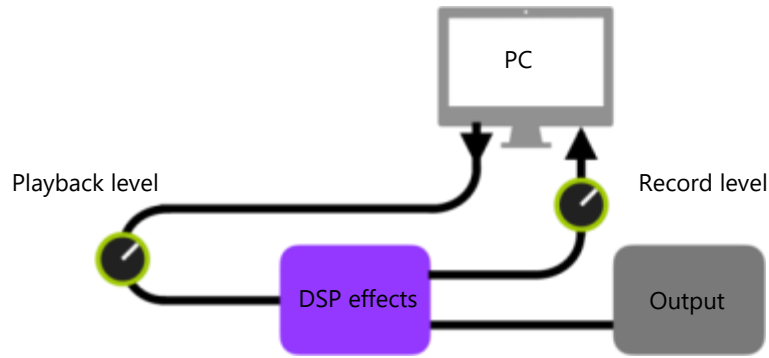 PC
Playback level
Record level
DSP effects
Output